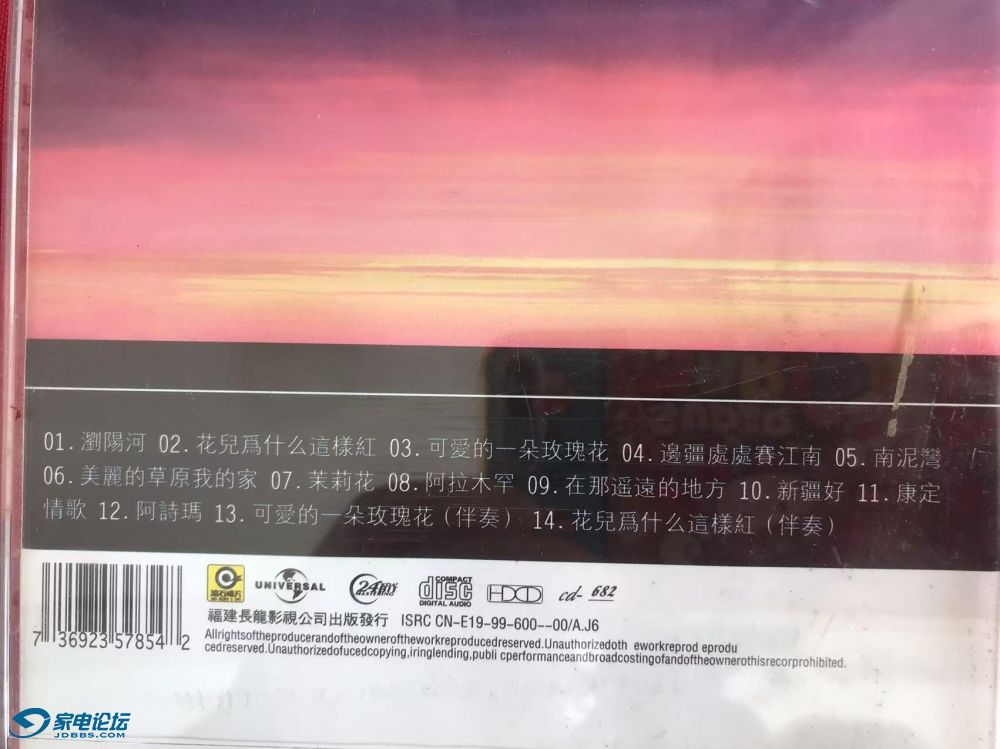 01.瀏陽河 02.花兒爲什么這樣紅 03.可愛的一朵玫瑰花 04.邊疆處處賽江南 05.南泥灣
06.美麗的草原我的家 07.茉莉花 08.阿拉木罕 09.在那遥遠的地方 10.新疆好 11.康定
情歌 12.阿詩瑪 13.可愛的一朵玫瑰花(伴奏) 14.花兒爲什么這樣紅(伴奏)
UNIVERSAL
24
COMPACT
disc
DIGITAL AUDIO
HDCD
cd- 682
福建長龍影視公司出版發行 ISRC CN-E19-99-600--00/A.J6
7 36923 57854 2
Allrightsoftheproducerandoftheowneroftheworkreproducedreserved.Unauthorizedoth eworkreprod eprodu
cedreserved.Unauthorizedofucedcopying,iringlending,publi cperformanceandbroadcostingofandoftheownerothisrecorprohibited.
家电论坛
JDBBS.COM